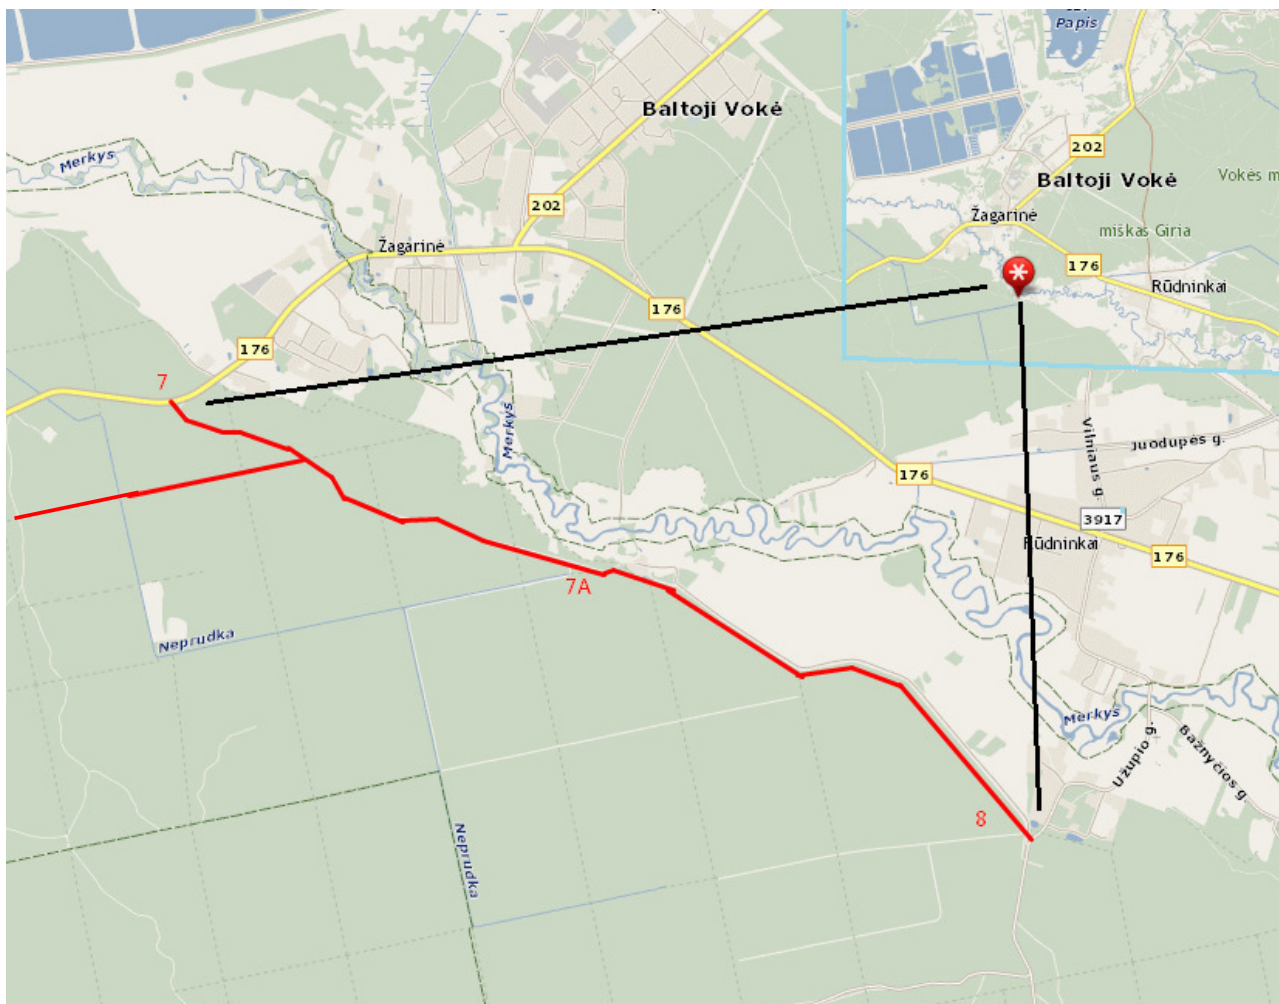 Papis
Baltoji Vokė
202
Merkys
Baltoji Vokė
Vokės m
202
Žagarinė
Žagarinė
miškas Giria
176
Rūdninkai
176
176
7
Merkys
Vilniaus g.
Juodupės g.
176
3917
Rūdninkai
176
7A
Neprudka
Merkys
Užupio g.
Bažnyčios g.
8
Neprudka